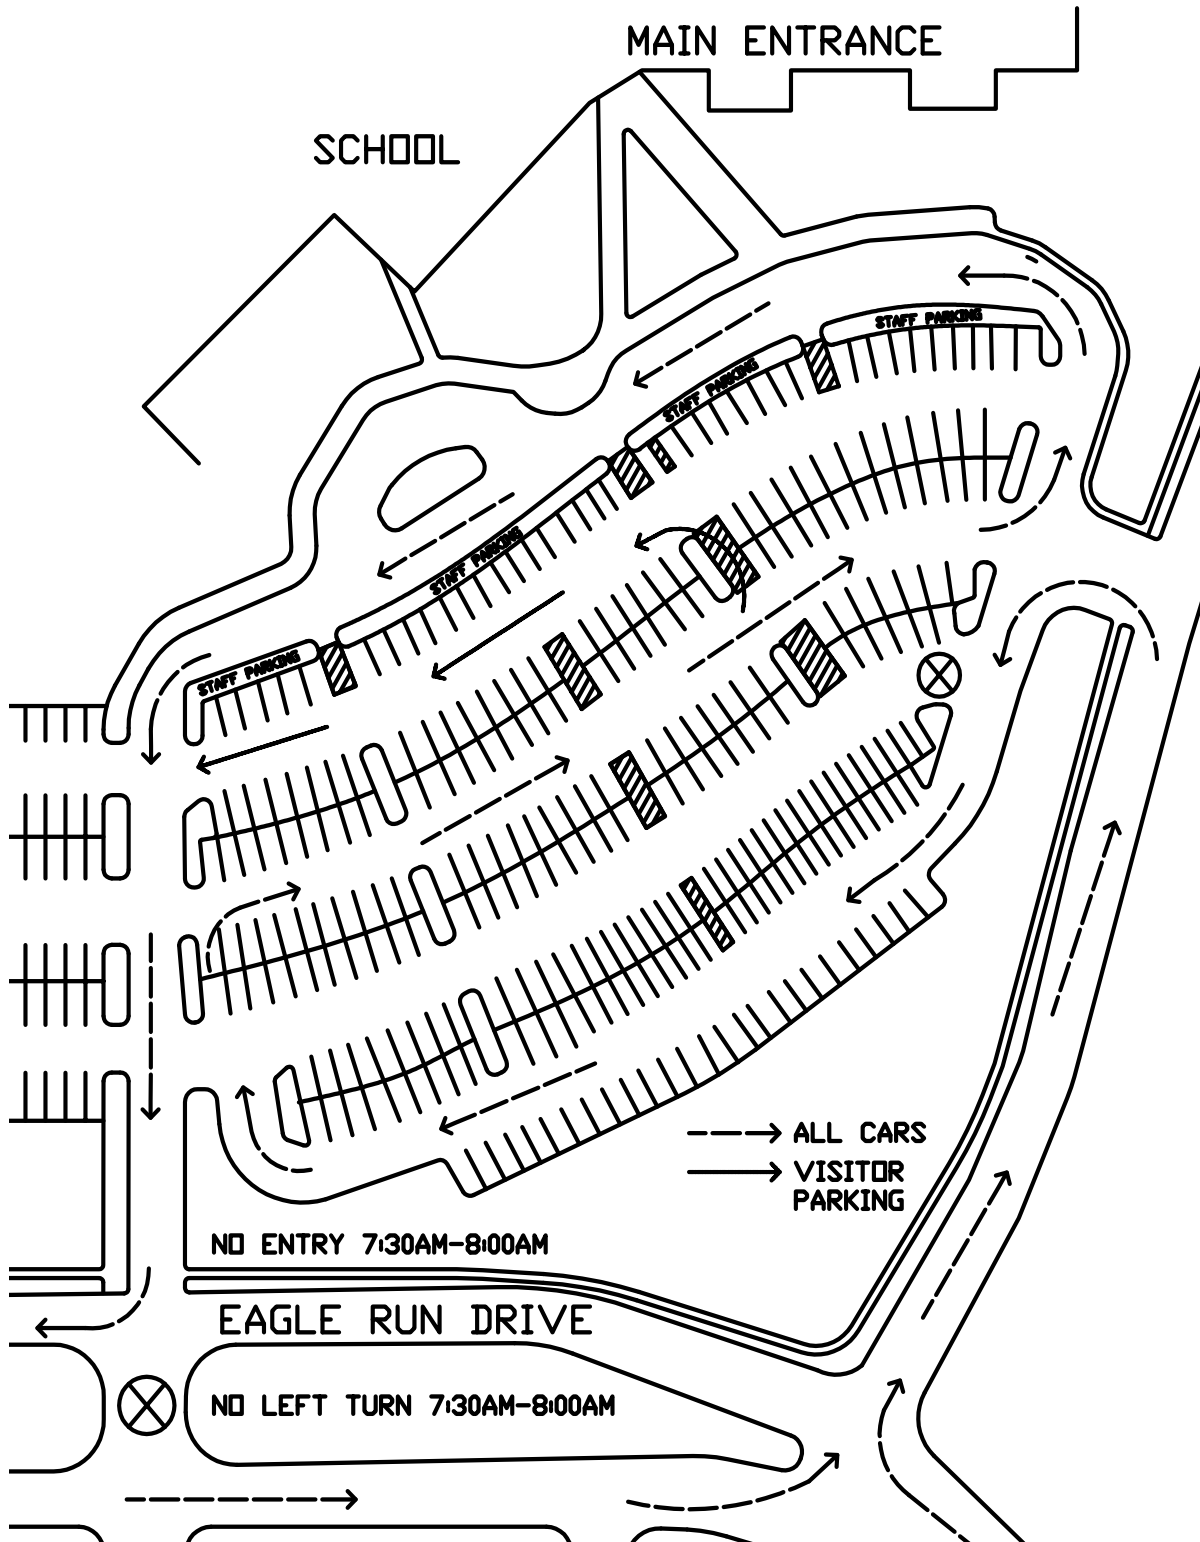 MAIN ENTRANCE
SCHOOL
STAFF PARKING
STAFF PARKING
STAFF PARKING
STAFF PARKING
ALL CARS
VISITOR
PARKING
NO ENTRY 7:30AM-8:00AM
EAGLE RUN DRIVE
NO LEFT TURN 7:30AM-8:00AM